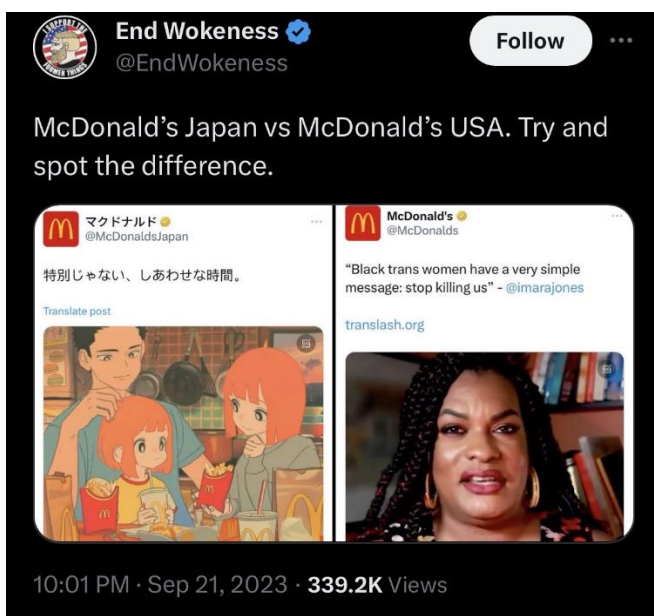 End Wokeness
@EndWokeness
Follow
McDonald's Japan vs McDonald's USA. Try and
spot the difference.
マクドナルド
@McDonaldsJapan
特別じゃない、しあわせな時間。
Translate post
McDonald's
@McDonalds
“Black trans women have a very simple
message: stop killing us” - @imarajones
translash.org
10:01 PM · Sep 21, 2023 · 339.2K Views